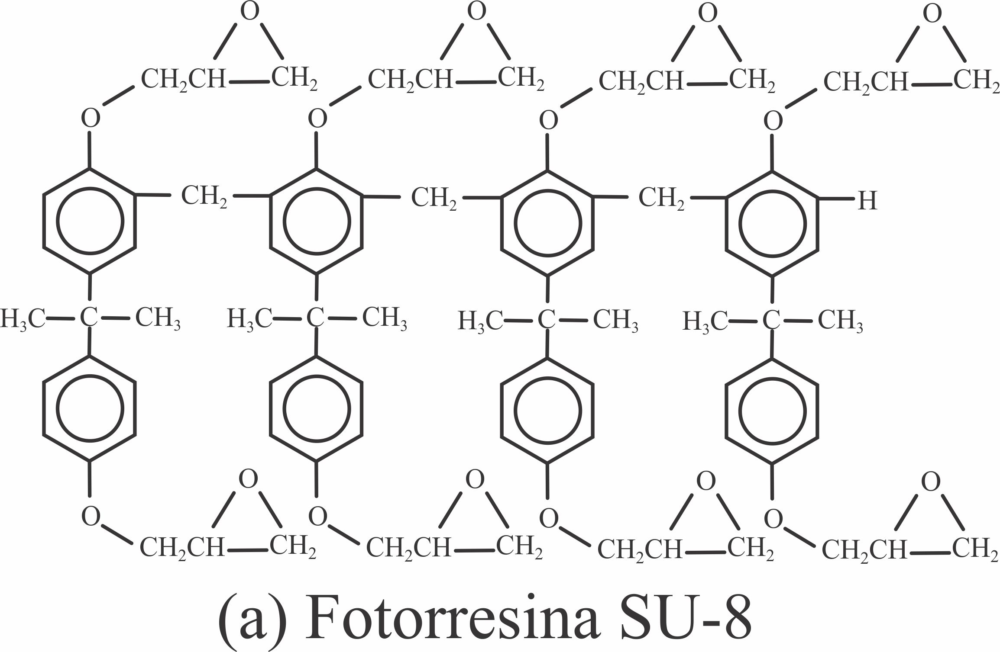 O O O O
CH₂CH CH₂ CH₂CH CH₂ CH₂CH CH₂ CH₂CH CH₂
O O O O
CH₂ CH₂ CH₂ H
H₃C C CH₃ H₃C C CH₃ H₃C C CH₃ H₃C C CH₃
O O O O
O O O O
CH₂CH CH₂ CH₂CH CH₂ CH₂CH CH₂ CH₂CH CH₂
(a) Fotorresina SU-8